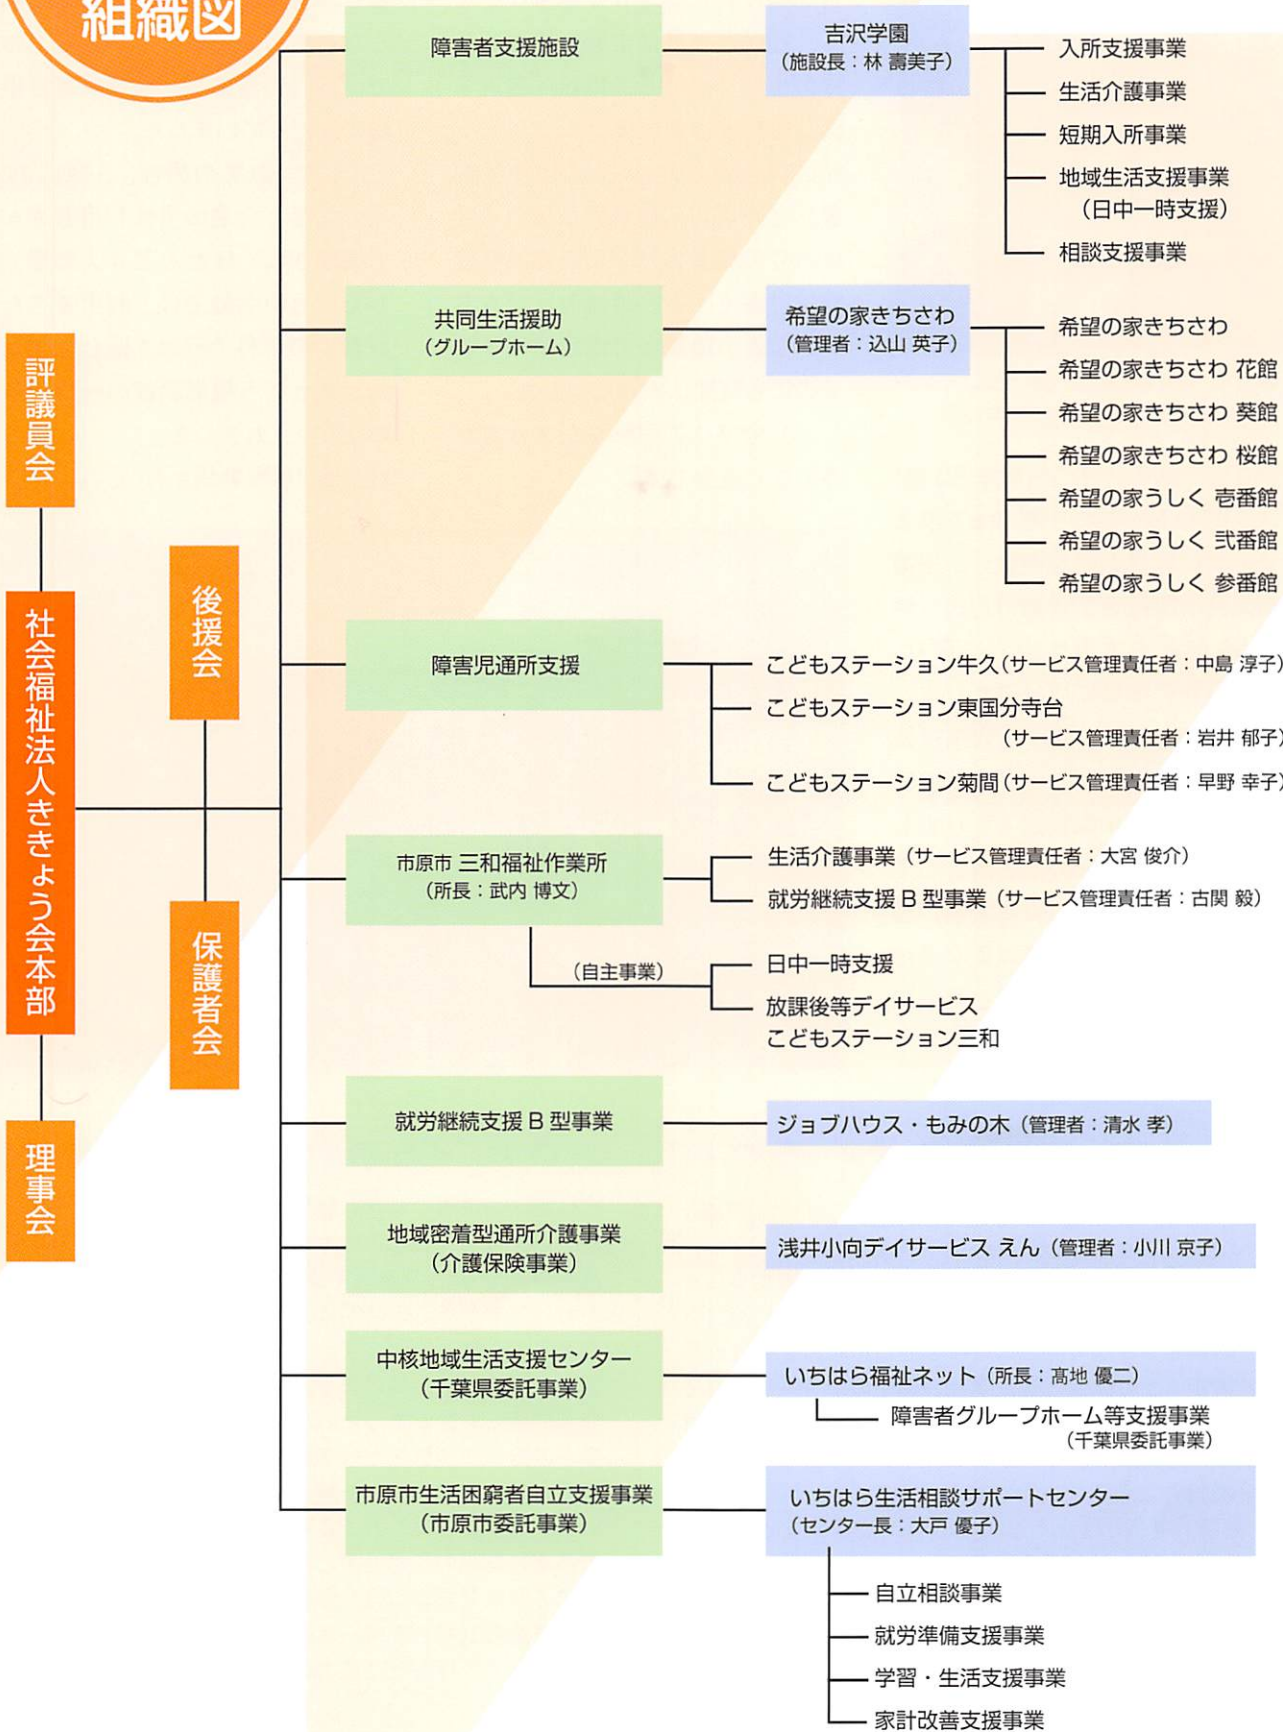 組織図
評議員会
社会福祉法人ききょう会本部
理事会
後援会
保護者会
障害者支援施設
吉沢学園
(施設長：林 壽美子)
入所支援事業
生活介護事業
短期入所事業
地域生活支援事業
(日中一時支援)
相談支援事業
共同生活援助
(グループホーム)
希望の家きちさわ
(管理者：込山 英子)
希望の家きちさわ
希望の家きちさわ 花館
希望の家きちさわ 葵館
希望の家きちさわ 桜館
希望の家うしく 壱番館
希望の家うしく 弐番館
希望の家うしく 参番館
障害児通所支援
こどもステーション牛久(サービス管理責任者：中島 淳子)
こどもステーション東国分寺台
(サービス管理責任者：岩井 郁子)
こどもステーション菊間(サービス管理責任者：早野 幸子)
市原市 三和福祉作業所
(所長：武内 博文)
生活介護事業 (サービス管理責任者：大宮 俊介)
就労継続支援 B 型事業 (サービス管理責任者：古関 毅)
(自主事業)
日中一時支援
放課後等デイサービス
こどもステーション三和
就労継続支援 B 型事業
ジョブハウス・もみの木 (管理者：清水 孝)
地域密着型通所介護事業
(介護保険事業)
浅井小向デイサービス えん (管理者：小川 京子)
中核地域生活支援センター
(千葉県委託事業)
いちはら福祉ネット (所長：髙地 優二)
障害者グループホーム等支援事業
(千葉県委託事業)
市原市生活困窮者自立支援事業
(市原市委託事業)
いちはら生活相談サポートセンター
(センター長：大戸 優子)
自立相談事業
就労準備支援事業
学習・生活支援事業
家計改善支援事業